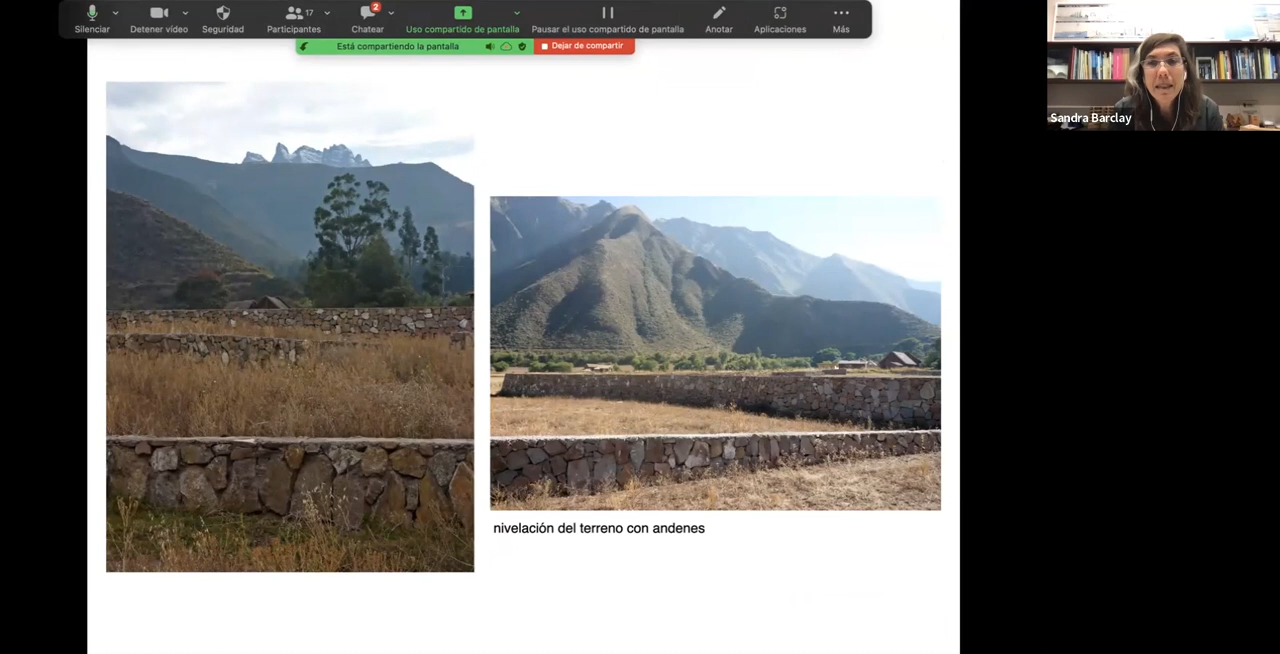 Silenciar Detener vídeo Seguridad Participantes 17 Chatear 2 Uso compartido de pantalla Pausar el uso compartido de pantalla Anotar Aplicaciones Más
Está compartiendo la pantalla Dejar de compartir
Sandra Barclay
nivelación del terreno con andenes